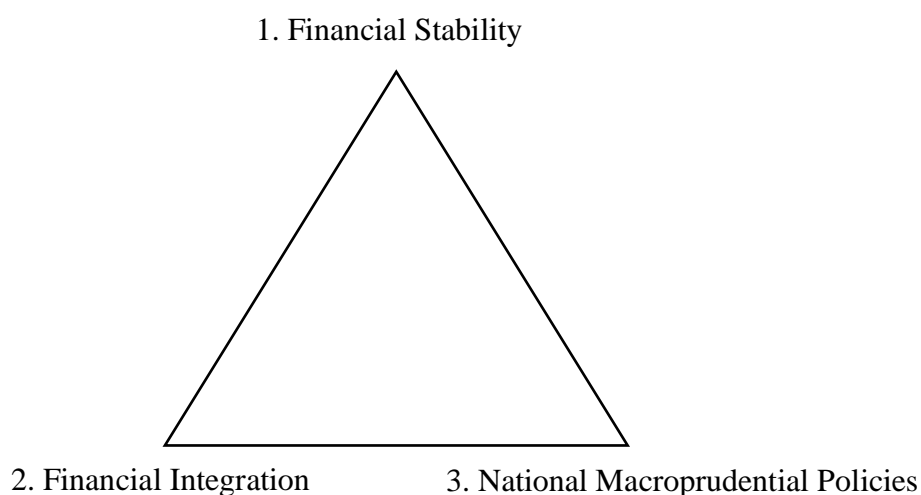 1. Financial Stability
2. Financial Integration
3. National Macroprudential Policies